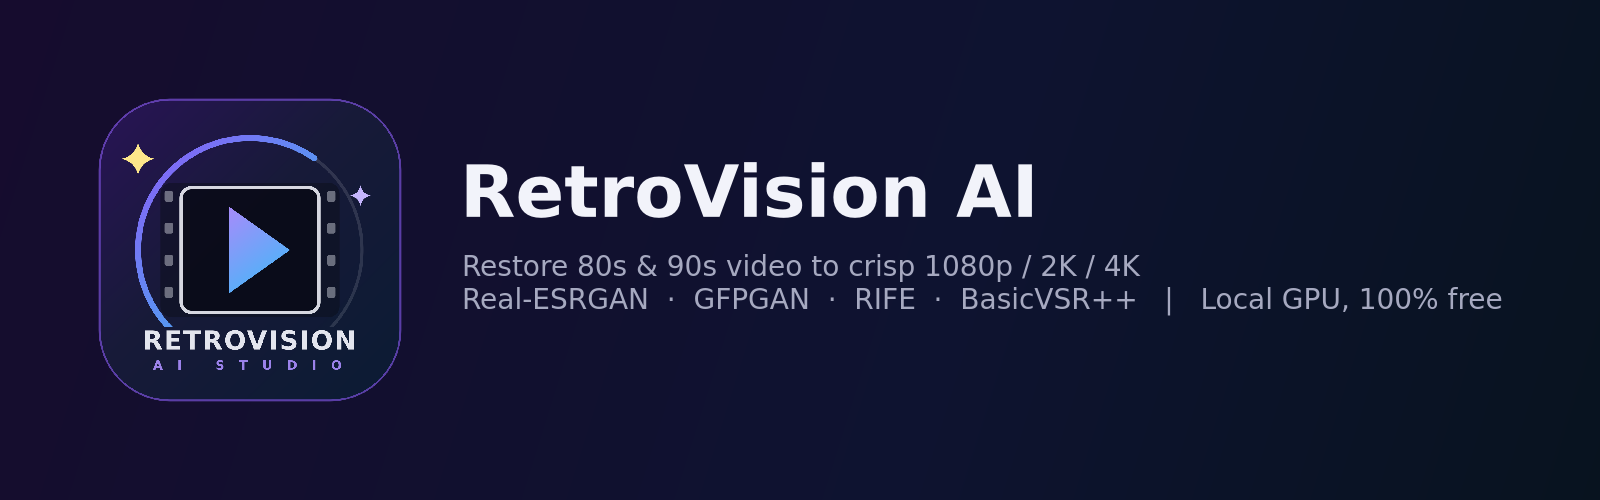 RETROVISION
AI STUDIO
RetroVision AI
Restore 80s & 90s video to crisp 1080p / 2K / 4K
Real-ESRGAN · GFPGAN · RIFE · BasicVSR++ | Local GPU, 100% free